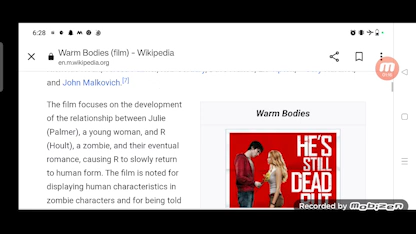 6:28
Warm Bodies (film) – Wikipedia
en.m.wikipedia.org
and John Malkovich.[7]
The film focuses on the development
of the relationship between Julie
(Palmer), a young woman, and R
(Hoult), a zombie, and their eventual
romance, causing R to slowly return
to human form. The film is noted for
displaying human characteristics in
zombie characters and for being told
Warm Bodies
HE'S
STILL
DEAD
BUT
Recorded by
MOBIZEN